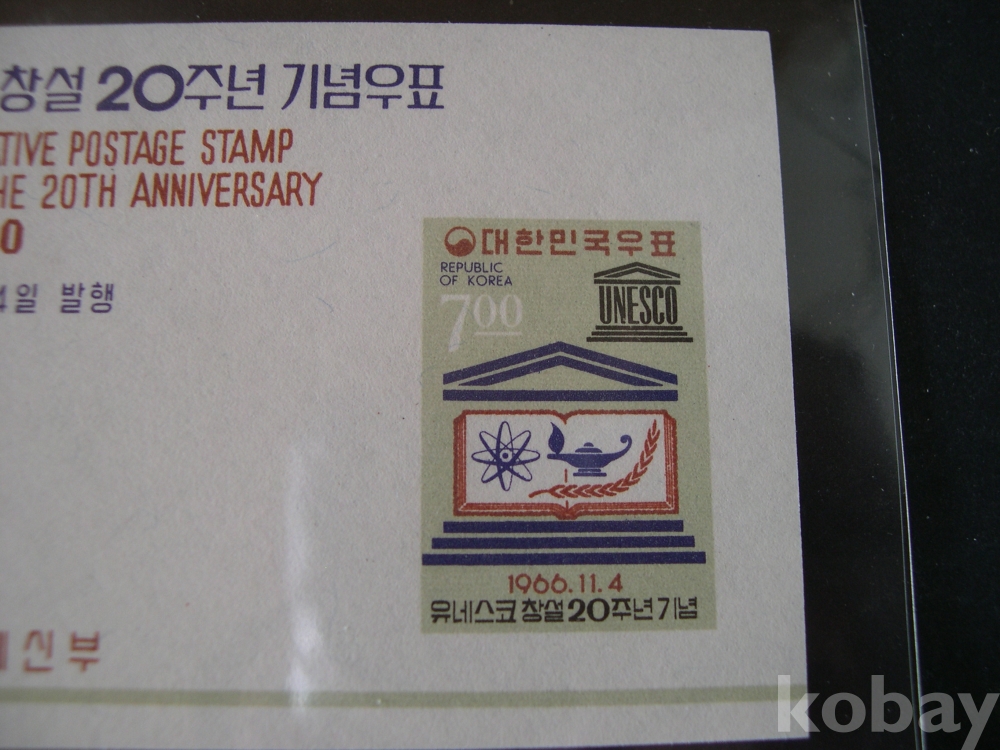 창설 20주년 기념우표
TIVE POSTAGE STAMP
HE 20TH ANNIVERSARY
0
4일 발행
대한민국우표
REPUBLIC
OF KOREA
700
UNESCO
1966.11.4
유네스코창설20주년기념
신부
kobay